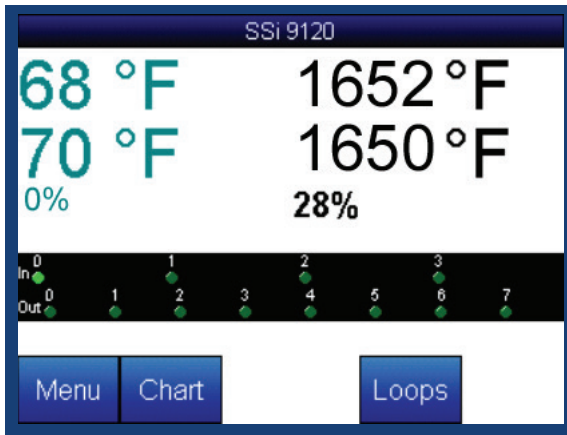 SSi 9120
68 °F 1652 °F
70 °F 1650 °F
0% 28%
In 0 1 2 3
Out 0 1 2 3 4 5 6 7
Menu Chart Loops